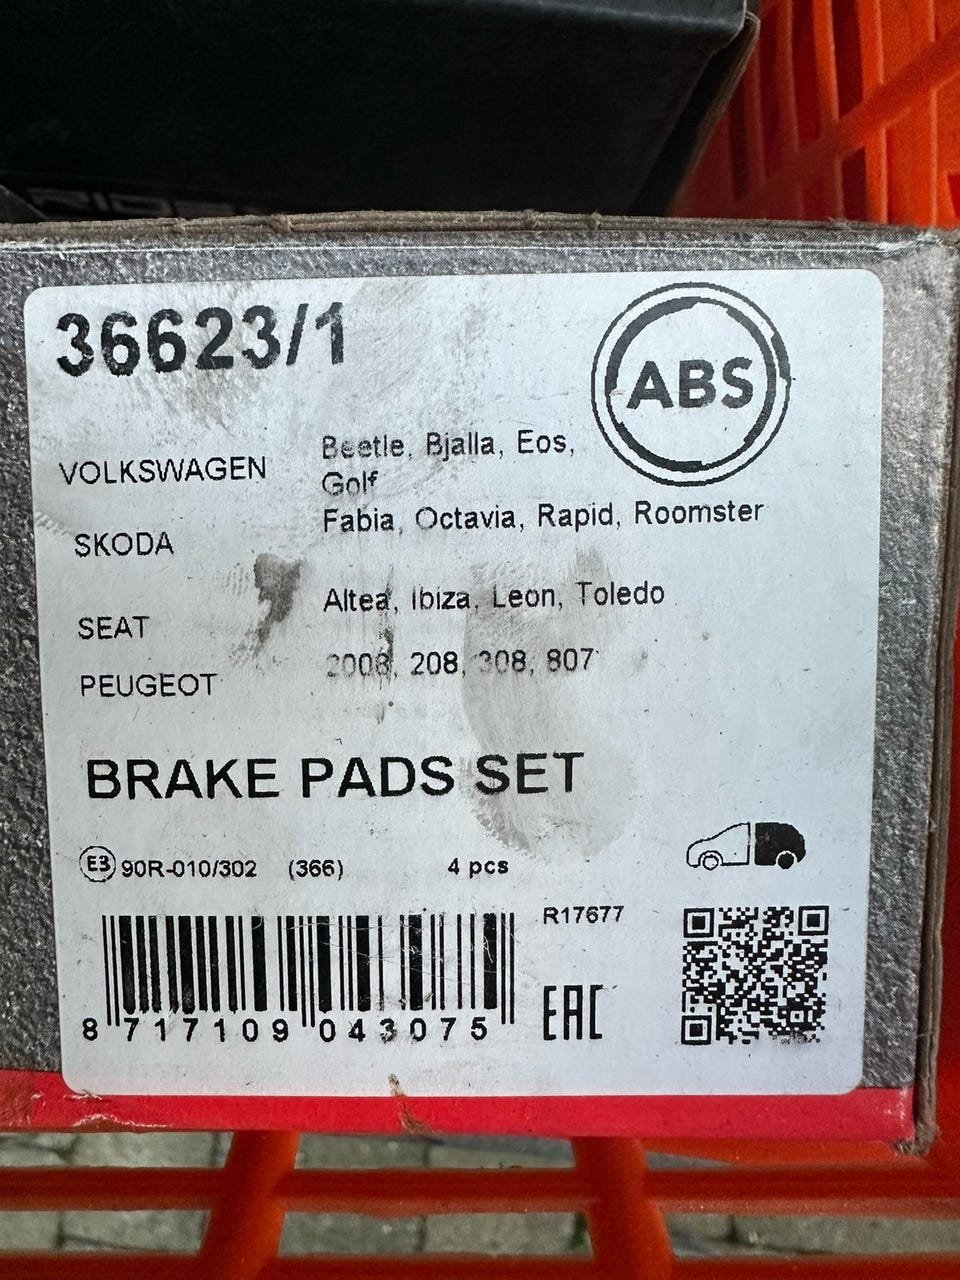 36623/1
ABS
VOLKSWAGEN Beetle, Bjalla, Eos,
Golf
SKODA Fabia, Octavia, Rapid, Roomster
SEAT Altea, Ibiza, Leon, Toledo
PEUGEOT 2008, 208, 308, 807
BRAKE PADS SET
E3 90R-010/302 (366) 4 pcs
R17677
8 717109 043075
EAC